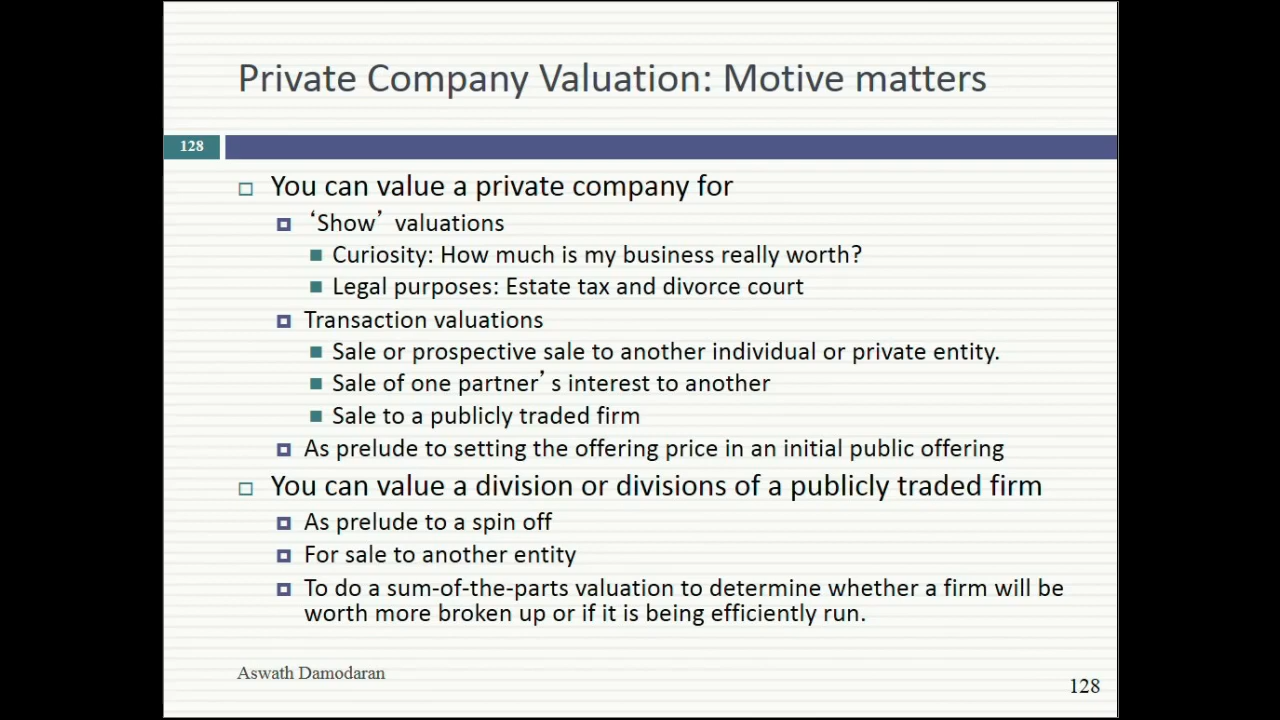 Private Company Valuation: Motive matters
128
You can value a private company for
‘Show’ valuations
Curiosity: How much is my business really worth?
Legal purposes: Estate tax and divorce court
Transaction valuations
Sale or prospective sale to another individual or private entity.
Sale of one partner’s interest to another
Sale to a publicly traded firm
As prelude to setting the offering price in an initial public offering
You can value a division or divisions of a publicly traded firm
As prelude to a spin off
For sale to another entity
To do a sum-of-the-parts valuation to determine whether a firm will be
worth more broken up or if it is being efficiently run.
Aswath Damodaran
128